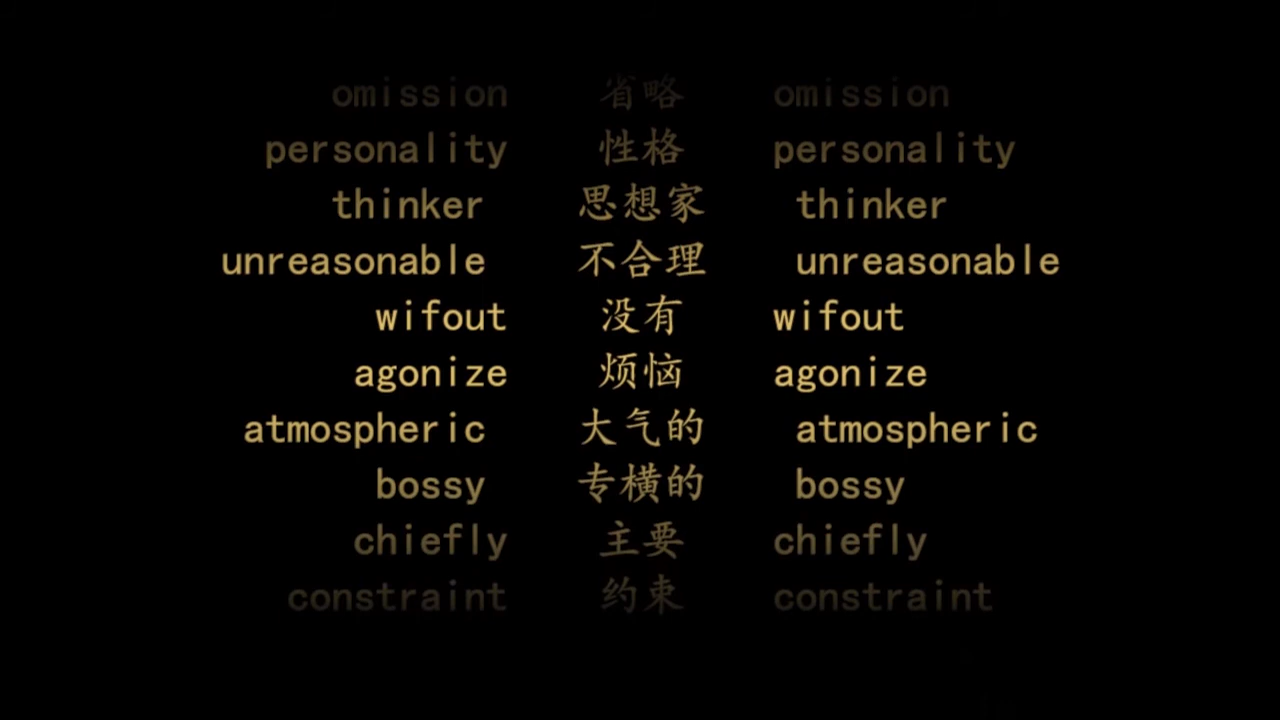 omission 省略 omission
personality 性格 personality
thinker 思想家 thinker
unreasonable 不合理 unreasonable
wifout 没有 wifout
agonize 烦恼 agonize
atmospheric 大气的 atmospheric
bossy 专横的 bossy
chiefly 主要 chiefly
constraint 约束 constraint